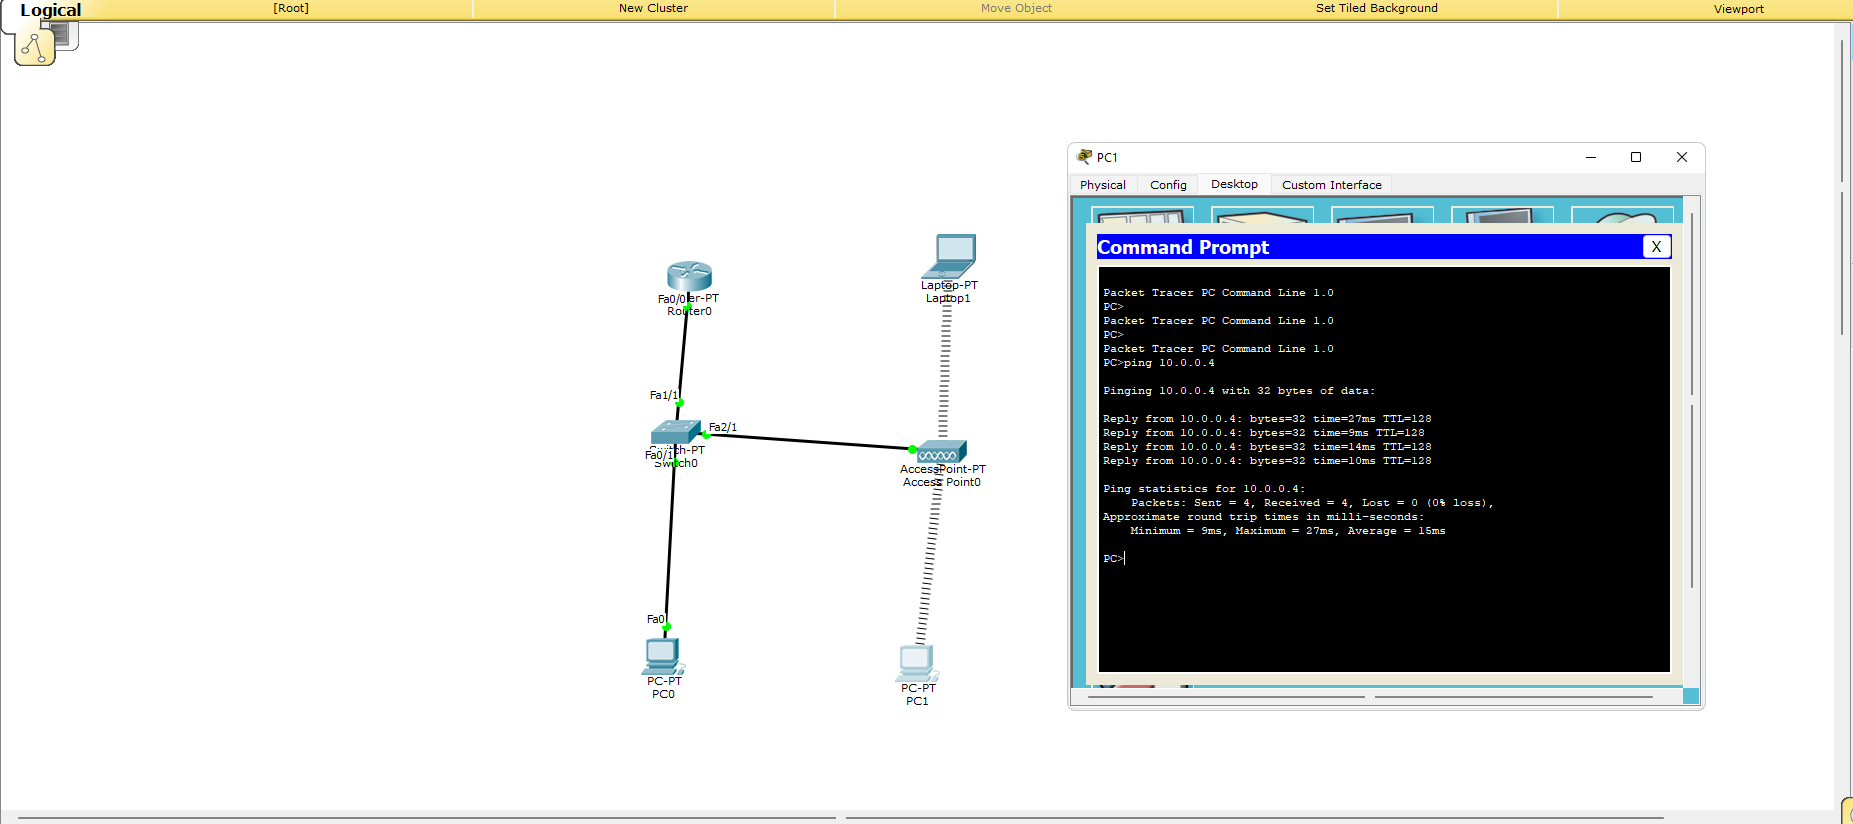 Logical
[Root]
New Cluster
Move Object
Set Tiled Background
Viewport
Laptop-PT
Laptop1
Fa0/0
er-PT
Router0
Fa1/1
Fa2/1
Fa0/1
ch-PT
Switch0
AccessPoint-PT
Access Point0
Fa0
PC-PT
PC0
PC-PT
PC1
PC1
Physical
Config
Desktop
Custom Interface
Command Prompt
X
Packet Tracer PC Command Line 1.0
PC>
Packet Tracer PC Command Line 1.0
PC>
Packet Tracer PC Command Line 1.0
PC>ping 10.0.0.4
Pinging 10.0.0.4 with 32 bytes of data:
Reply from 10.0.0.4: bytes=32 time=27ms TTL=128
Reply from 10.0.0.4: bytes=32 time=9ms TTL=128
Reply from 10.0.0.4: bytes=32 time=14ms TTL=128
Reply from 10.0.0.4: bytes=32 time=10ms TTL=128
Ping statistics for 10.0.0.4:
Packets: Sent = 4, Received = 4, Lost = 0 (0% loss),
Approximate round trip times in milli-seconds:
Minimum = 9ms, Maximum = 27ms, Average = 15ms
PC>